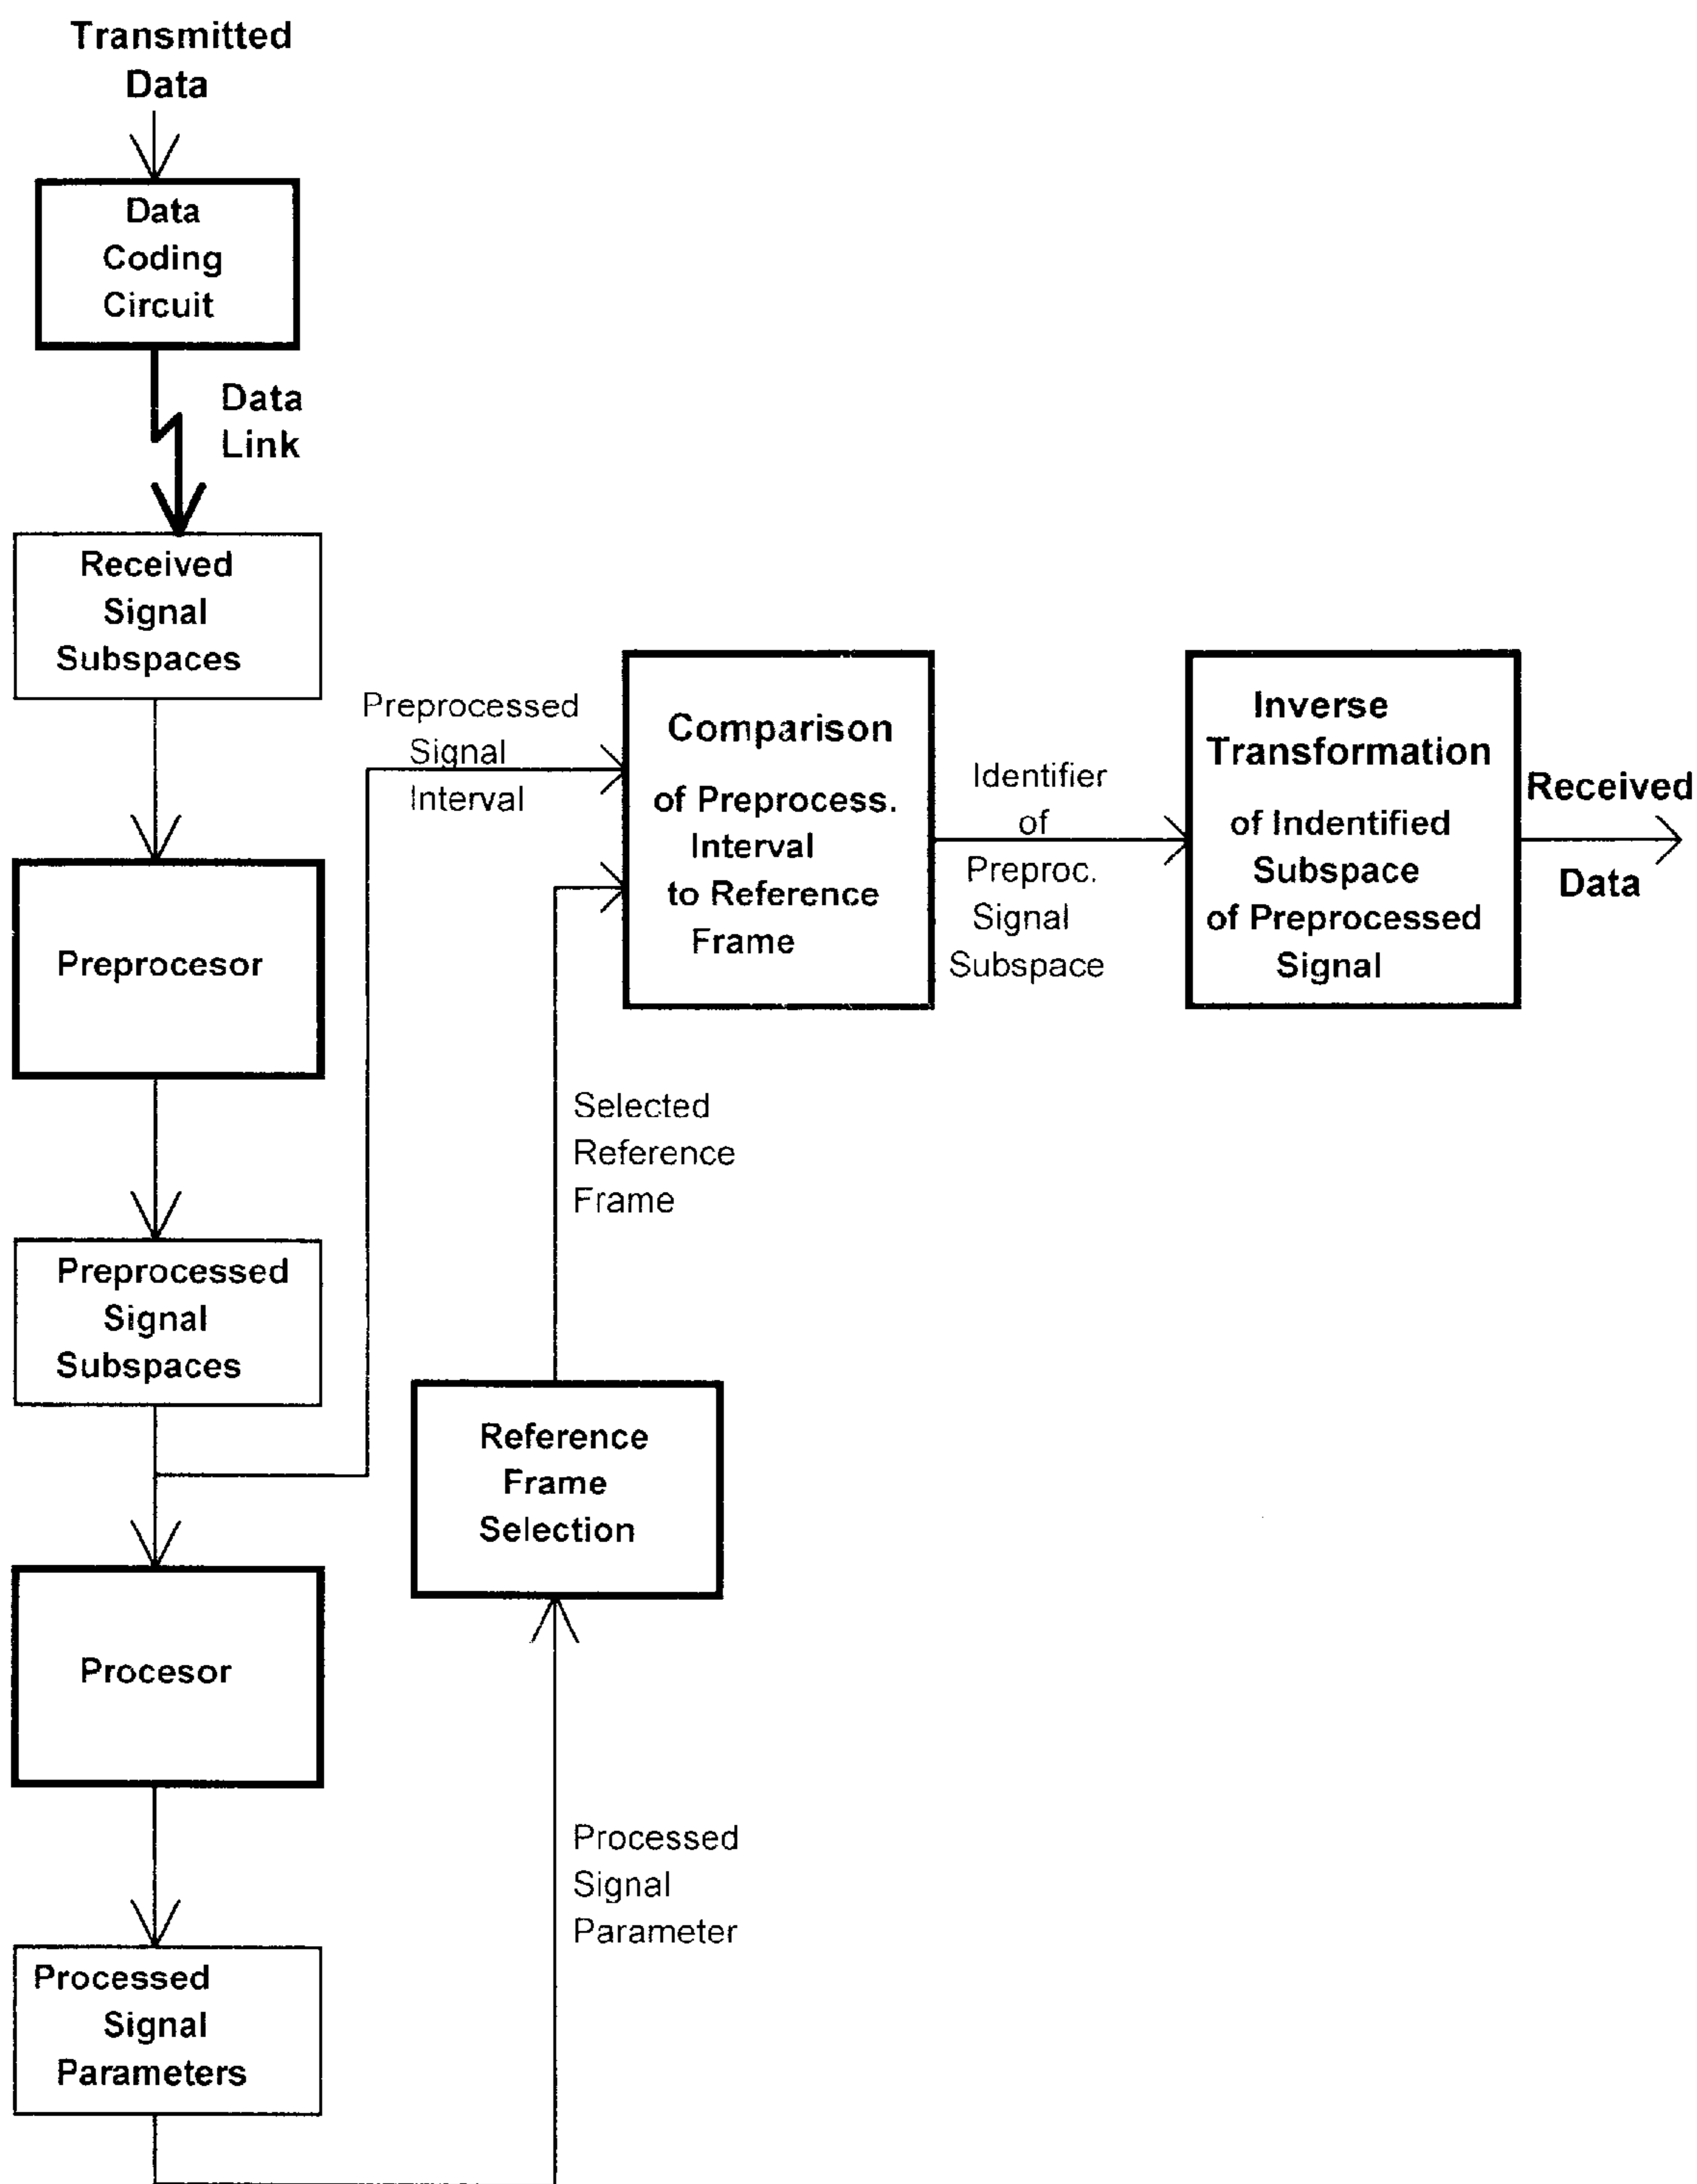 Transmitted
Data
Data
Coding
Circuit
Data
Link
Received
Signal
Subspaces
Preprocesor
Preprocessed
Signal
Subspaces
Procesor
Processed
Signal
Parameters
Preprocessed
Signal
Interval
Processed
Signal
Parameter
Reference
Frame
Selection
Selected
Reference
Frame
Comparison
of Preprocess.
Interval
to Reference
Frame
Identifier
of
Preproc.
Signal
Subspace
Inverse
Transformation
of Indentified
Subspace
of Preprocessed
Signal
Received
Data